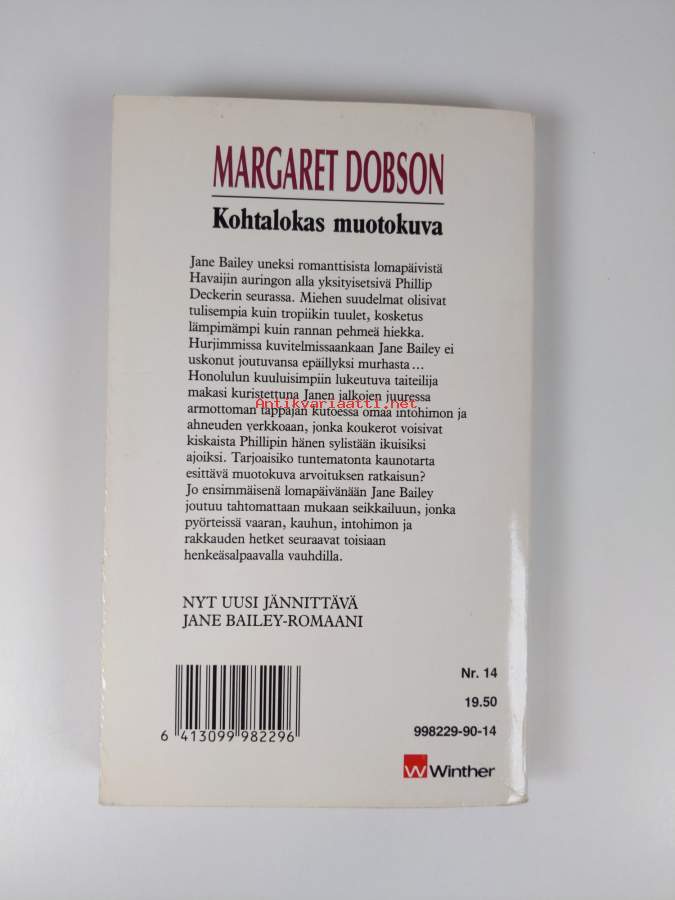 MARGARET DOBSON
Kohtalokas muotokuva
Jane Bailey uneksi romanttisista lomapäivistä
Havaijin auringon alla yksityisetsivä Phillip
Deckerin seurassa. Miehen suudelmat olisivat
tulisempia kuin tropiikin tuulet, kosketus
lämpimämpi kuin rannan pehmeä hiekka.
Hurjimmissa kuvitelmissaankaan Jane Bailey ei
uskonut joutuvansa epäillyksi murhasta ...
Honolulun kuuluisimpiin lukeutuva taiteilija
makasi kuristettuna Janen jalkojen juuressa
Antikvariaatti.net
armottoman tappajan kutoessa omaa intohimon ja
ahneuden verkkoaan, jonka koukerot voisivat
kiskaista Phillipin hänen sylistään ikuisiksi
ajoiksi. Tarjoaisiko tuntematonta kaunotarta
esittävä muotokuva arvoituksen ratkaisun?
Jo ensimmäisenä lomapäivänään Jane Bailey
joutuu tahtomattaan mukaan seikkailuun, jonka
pyörteissä vaaran, kauhun, intohimon ja
rakkauden hetket seuraavat toisiaan
henkeäsalpaavalla vauhdilla.
NYT UUSI JÄNNITTÄVÄ
JANE BAILEY-ROMAANI
Nr. 14
19.50
998229-90-14
6 413099 982296
W Winther